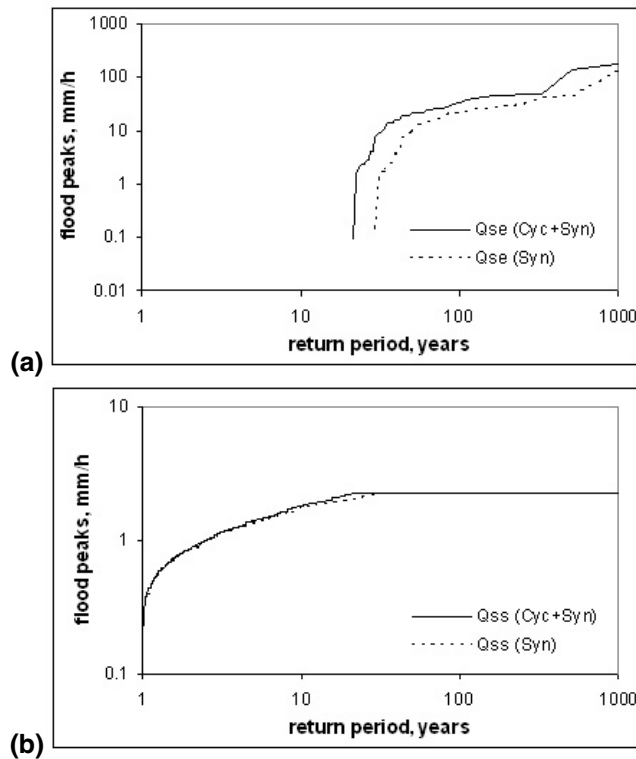 1000
100
10
1
0.1
0.01
flood peaks, mm/h
Qse (Cyc+Syn)
Qse (Syn)
1 10 100 1000
return period, years
(a)
10
1
0.1
flood peaks, mm/h
Qss (Cyc+Syn)
Qss (Syn)
1 10 100 1000
return period, years
(b)